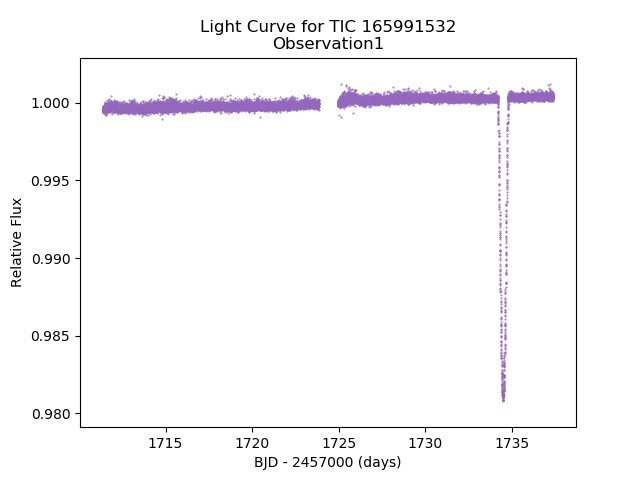 Light Curve for TIC 165991532
Observation1
1.000
0.995
0.990
0.985
0.980
Relative Flux
1715
1720
1725
1730
1735
BJD - 2457000 (days)